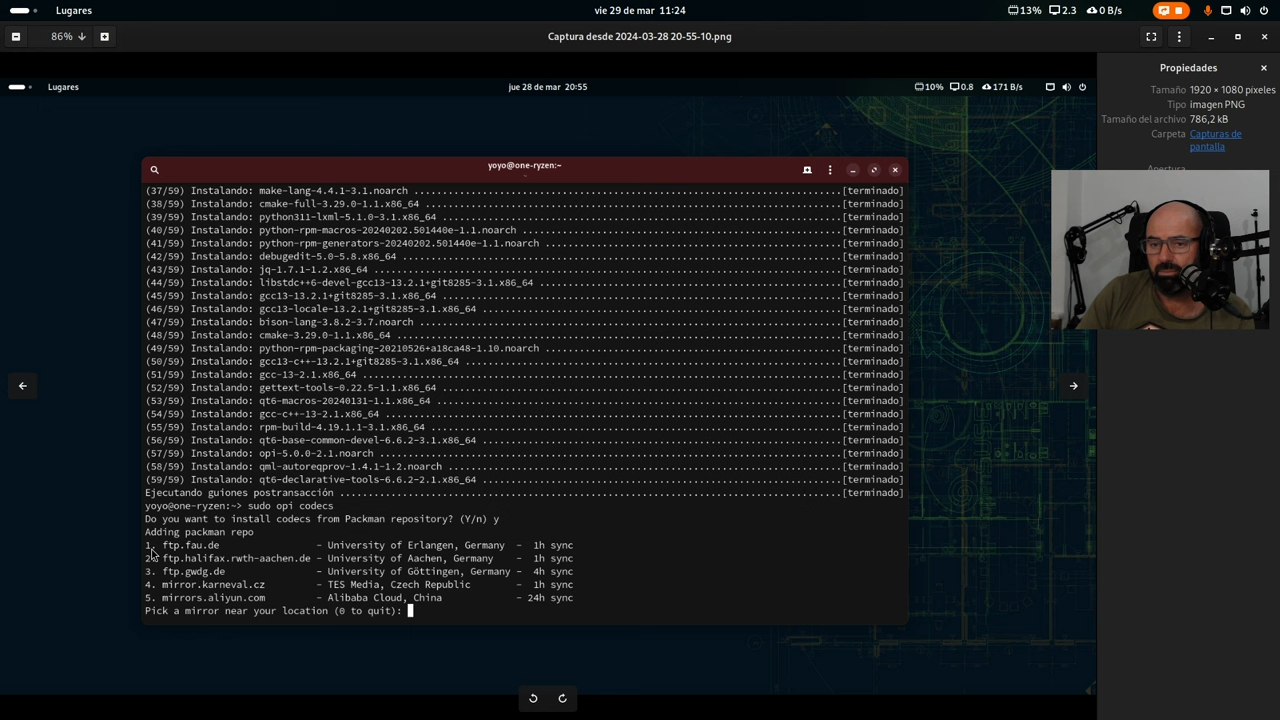 Lugares
vie 29 de mar 11:24
13% 2.3 0 B/s
86%
Captura desde 2024-03-28 20-55-10.png
Propiedades
Tamaño 1920 × 1080 píxeles
Tipo imagen PNG
Tamaño del archivo 786,2 kB
Carpeta Capturas de pantalla
Apertura
Lugares
jue 28 de mar 20:55
10% 0.8 171 B/s
yoyo@one-ryzen:~
~
(37/59) Instalando: make-lang-4.4.1-3.1.noarch ...[terminado]
(38/59) Instalando: cmake-full-3.29.0-1.1.x86_64 ...[terminado]
(39/59) Instalando: python311-lxml-5.1.0-3.1.x86_64 ...[terminado]
(40/59) Instalando: python-rpm-macros-20240202.501440e-1.1.noarch ...[terminado]
(41/59) Instalando: python-rpm-generators-20240202.501440e-1.1.noarch ...[terminado]
(42/59) Instalando: debugedit-5.0-5.8.x86_64 ...[terminado]
(43/59) Instalando: jq-1.7.1-1.2.x86_64 ...[terminado]
(44/59) Instalando: libstdc++6-devel-gcc13-13.2.1+git8285-3.1.x86_64 ...[terminado]
(45/59) Instalando: gcc13-13.2.1+git8285-3.1.x86_64 ...[terminado]
(46/59) Instalando: gcc13-locale-13.2.1+git8285-3.1.x86_64 ...[terminado]
(47/59) Instalando: bison-lang-3.8.2-3.7.noarch ...[terminado]
(48/59) Instalando: cmake-3.29.0-1.1.x86_64 ...[terminado]
(49/59) Instalando: python-rpm-packaging-20210526+a18ca48-1.10.noarch ...[terminado]
(50/59) Instalando: gcc13-c++-13.2.1+git8285-3.1.x86_64 ...[terminado]
(51/59) Instalando: gcc-13-2.1.x86_64 ...[terminado]
(52/59) Instalando: gettext-tools-0.22.5-1.1.x86_64 ...[terminado]
(53/59) Instalando: qt6-macros-20240131-1.1.x86_64 ...[terminado]
(54/59) Instalando: gcc-c++-13-2.1.x86_64 ...[terminado]
(55/59) Instalando: rpm-build-4.19.1.1-3.1.x86_64 ...[terminado]
(56/59) Instalando: qt6-base-common-devel-6.6.2-3.1.x86_64 ...[terminado]
(57/59) Instalando: opi-5.0.0-2.1.noarch ...[terminado]
(58/59) Instalando: qml-autoreqprov-1.4.1-1.2.noarch ...[terminado]
(59/59) Instalando: qt6-declarative-tools-6.6.2-2.1.x86_64 ...[terminado]
Ejecutando guiones postransacción ...[terminado]
yoyo@one-ryzen:~> sudo opi codecs
Do you want to install codecs from Packman repository? (Y/n) y
Adding packman repo
1. ftp.fau.de - University of Erlangen, Germany - 1h sync
2. ftp.halifax.rwth-aachen.de - University of Aachen, Germany - 1h sync
3. ftp.gwdg.de - University of Göttingen, Germany - 4h sync
4. mirror.karneval.cz - TES Media, Czech Republic - 1h sync
5. mirrors.aliyun.com - Alibaba Cloud, China - 24h sync
Pick a mirror near your location (0 to quit):